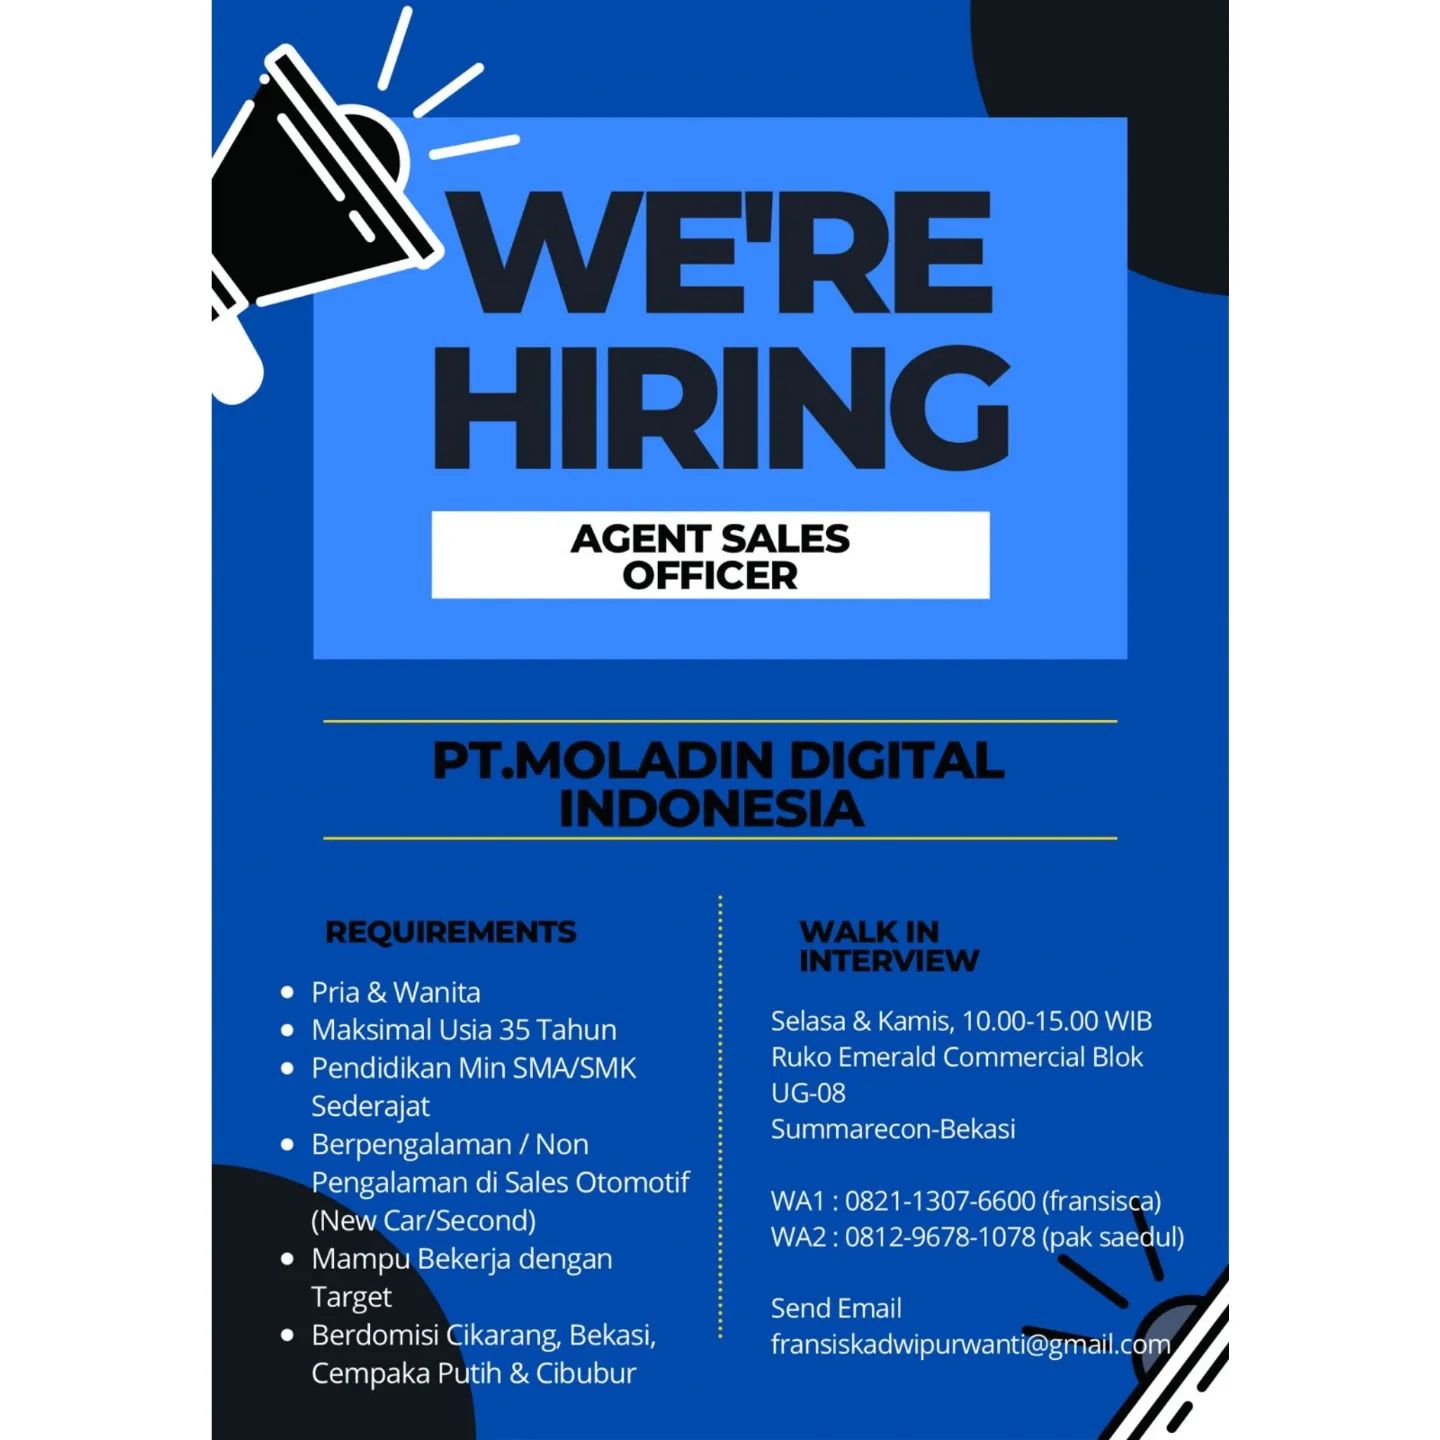 WE'RE
HIRING
AGENT SALES
OFFICER
PT.MOLADIN DIGITAL
INDONESIA
REQUIREMENTS
• Pria & Wanita
• Maksimal Usia 35 Tahun
• Pendidikan Min SMA/SMK
Sederajat
• Berpengalaman / Non
Pengalaman di Sales Otomotif
(New Car/Second)
• Mampu Bekerja dengan
Target
• Berdomisi Cikarang, Bekasi,
Cempaka Putih & Cibubur
WALK IN
INTERVIEW
Selasa & Kamis, 10.00-15.00 WIB
Ruko Emerald Commercial Blok
UG-08
Summarecon-Bekasi
WA1 : 0821-1307-6600 (fransisca)
WA2 : 0812-9678-1078 (pak saedul)
Send Email
fransiskadwipurwanti@gmail.com